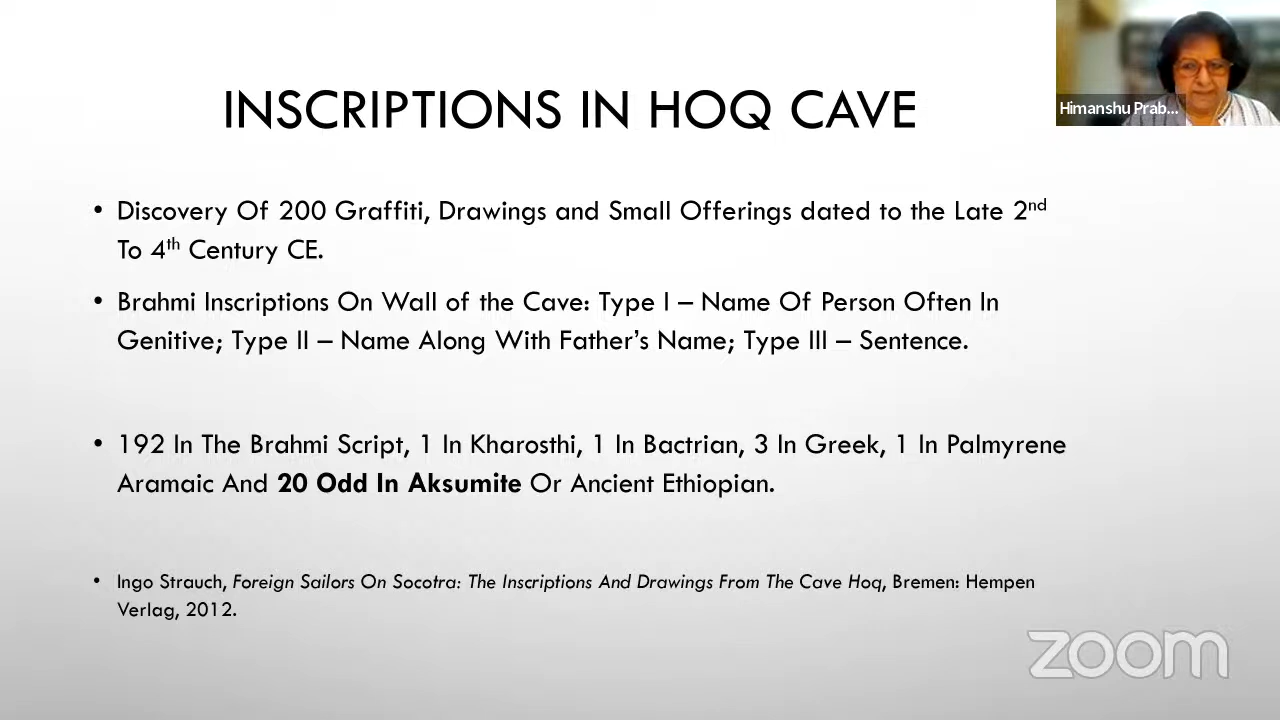 INSCRIPTIONS IN HOQ CAVE
Himanshu Prab...
• Discovery Of 200 Graffiti, Drawings and Small Offerings dated to the Late 2nd
To 4th Century CE.
• Brahmi Inscriptions On Wall of the Cave: Type I – Name Of Person Often In
Genitive; Type II – Name Along With Father’s Name; Type III – Sentence.
• 192 In The Brahmi Script, 1 In Kharosthi, 1 In Bactrian, 3 In Greek, 1 In Palmyrene
Aramaic And 20 Odd In Aksumite Or Ancient Ethiopian.
• Ingo Strauch, Foreign Sailors On Socotra: The Inscriptions And Drawings From The Cave Hoq, Bremen: Hempen
Verlag, 2012.
zoom